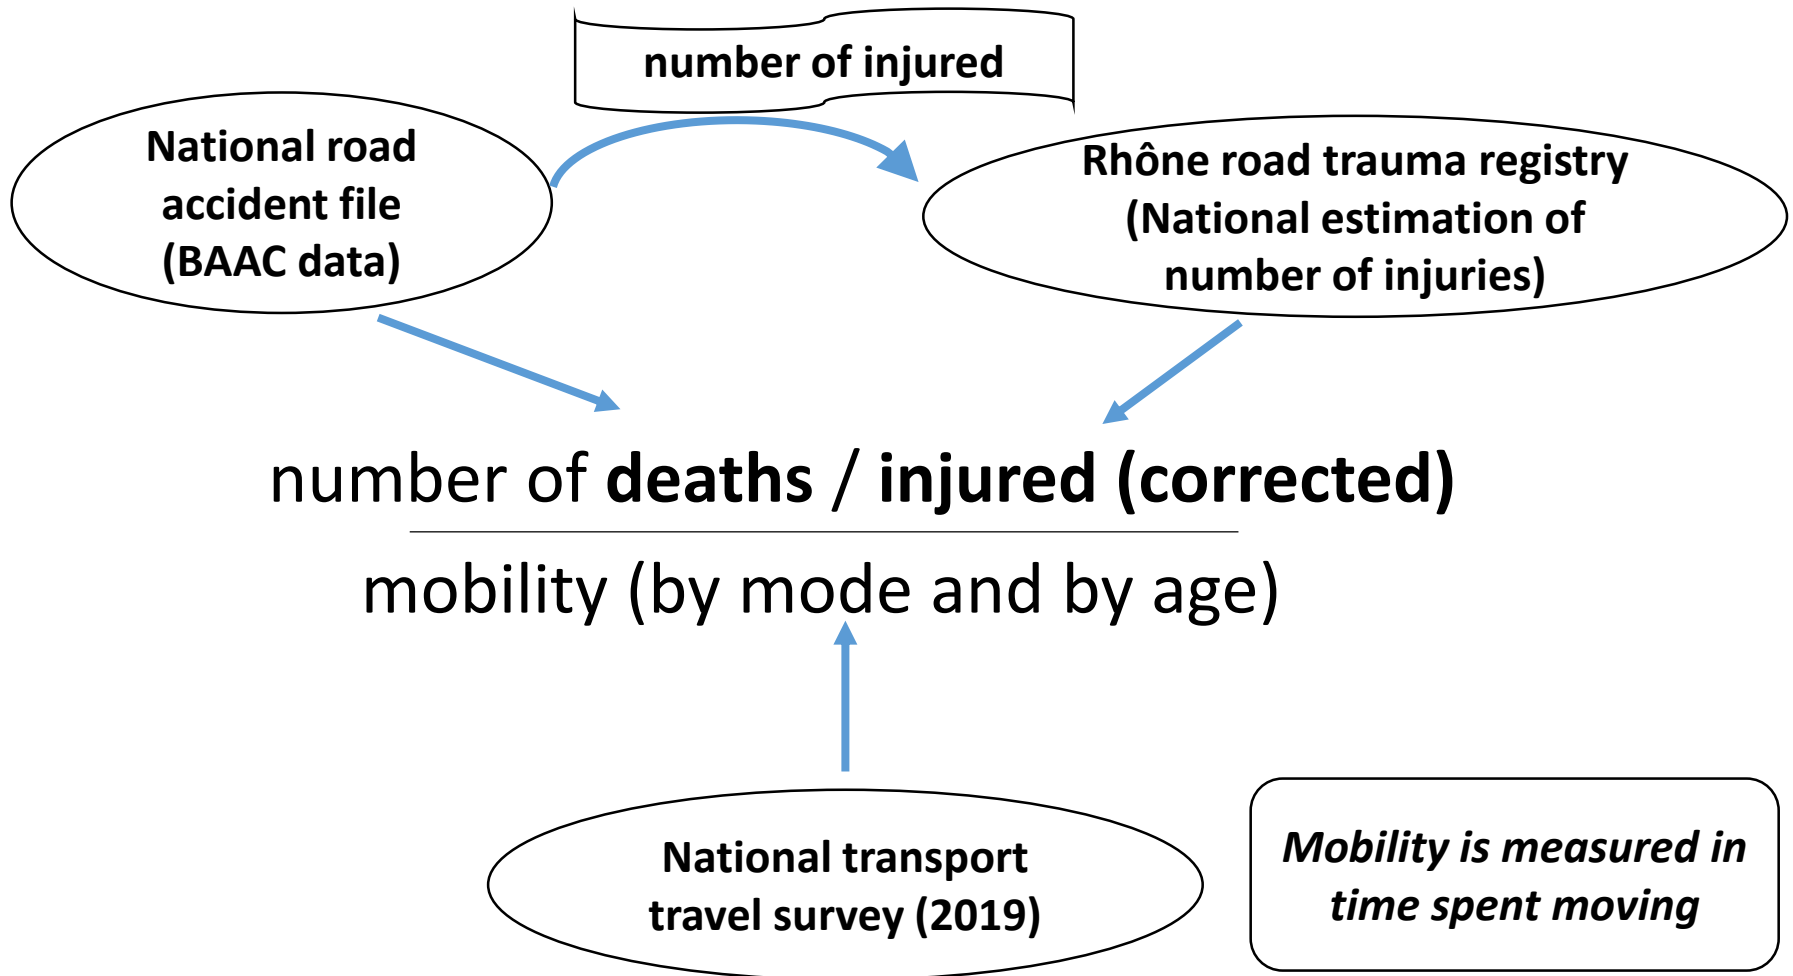 number of injured
National road
accident file
(BAAC data)
Rhône road trauma registry
(National estimation of
number of injuries)
number of deaths / injured (corrected)
mobility (by mode and by age)
National transport
travel survey (2019)
Mobility is measured in
time spent moving